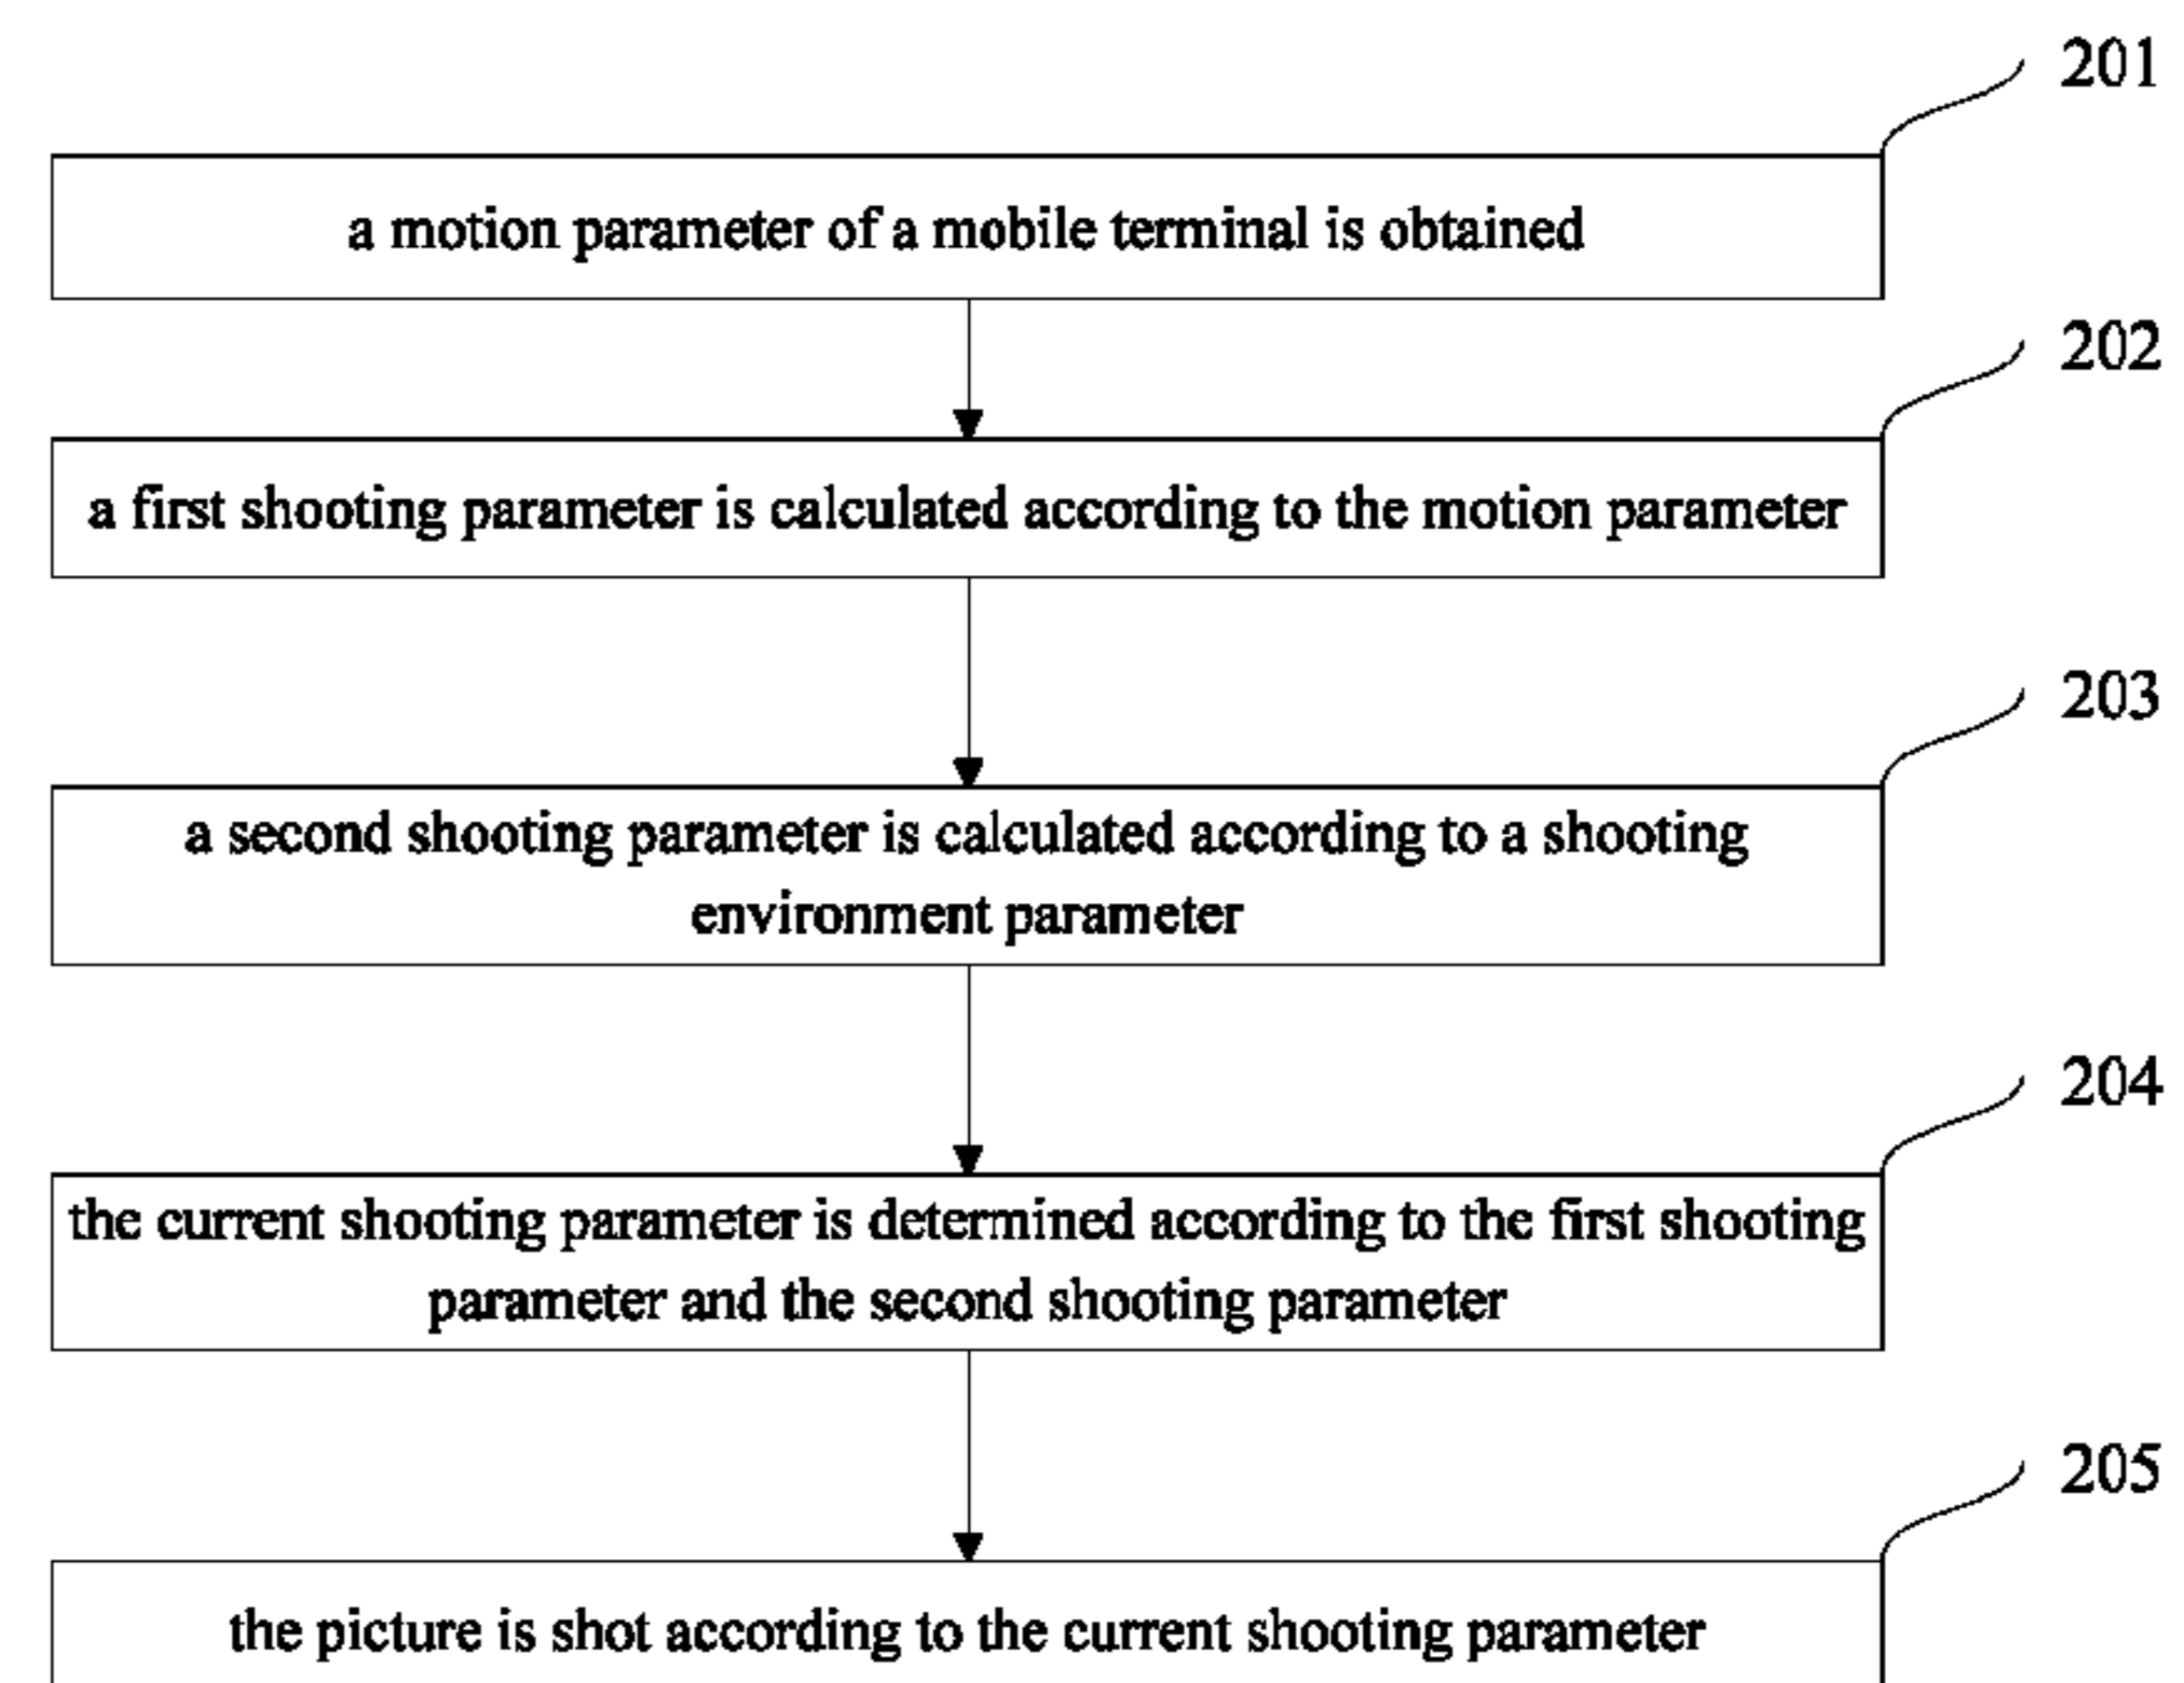 201
a motion parameter of a mobile terminal is obtained
202
a first shooting parameter is calculated according to the motion parameter
203
a second shooting parameter is calculated according to a shooting
environment parameter
204
the current shooting parameter is determined according to the first shooting
parameter and the second shooting parameter
205
the picture is shot according to the current shooting parameter